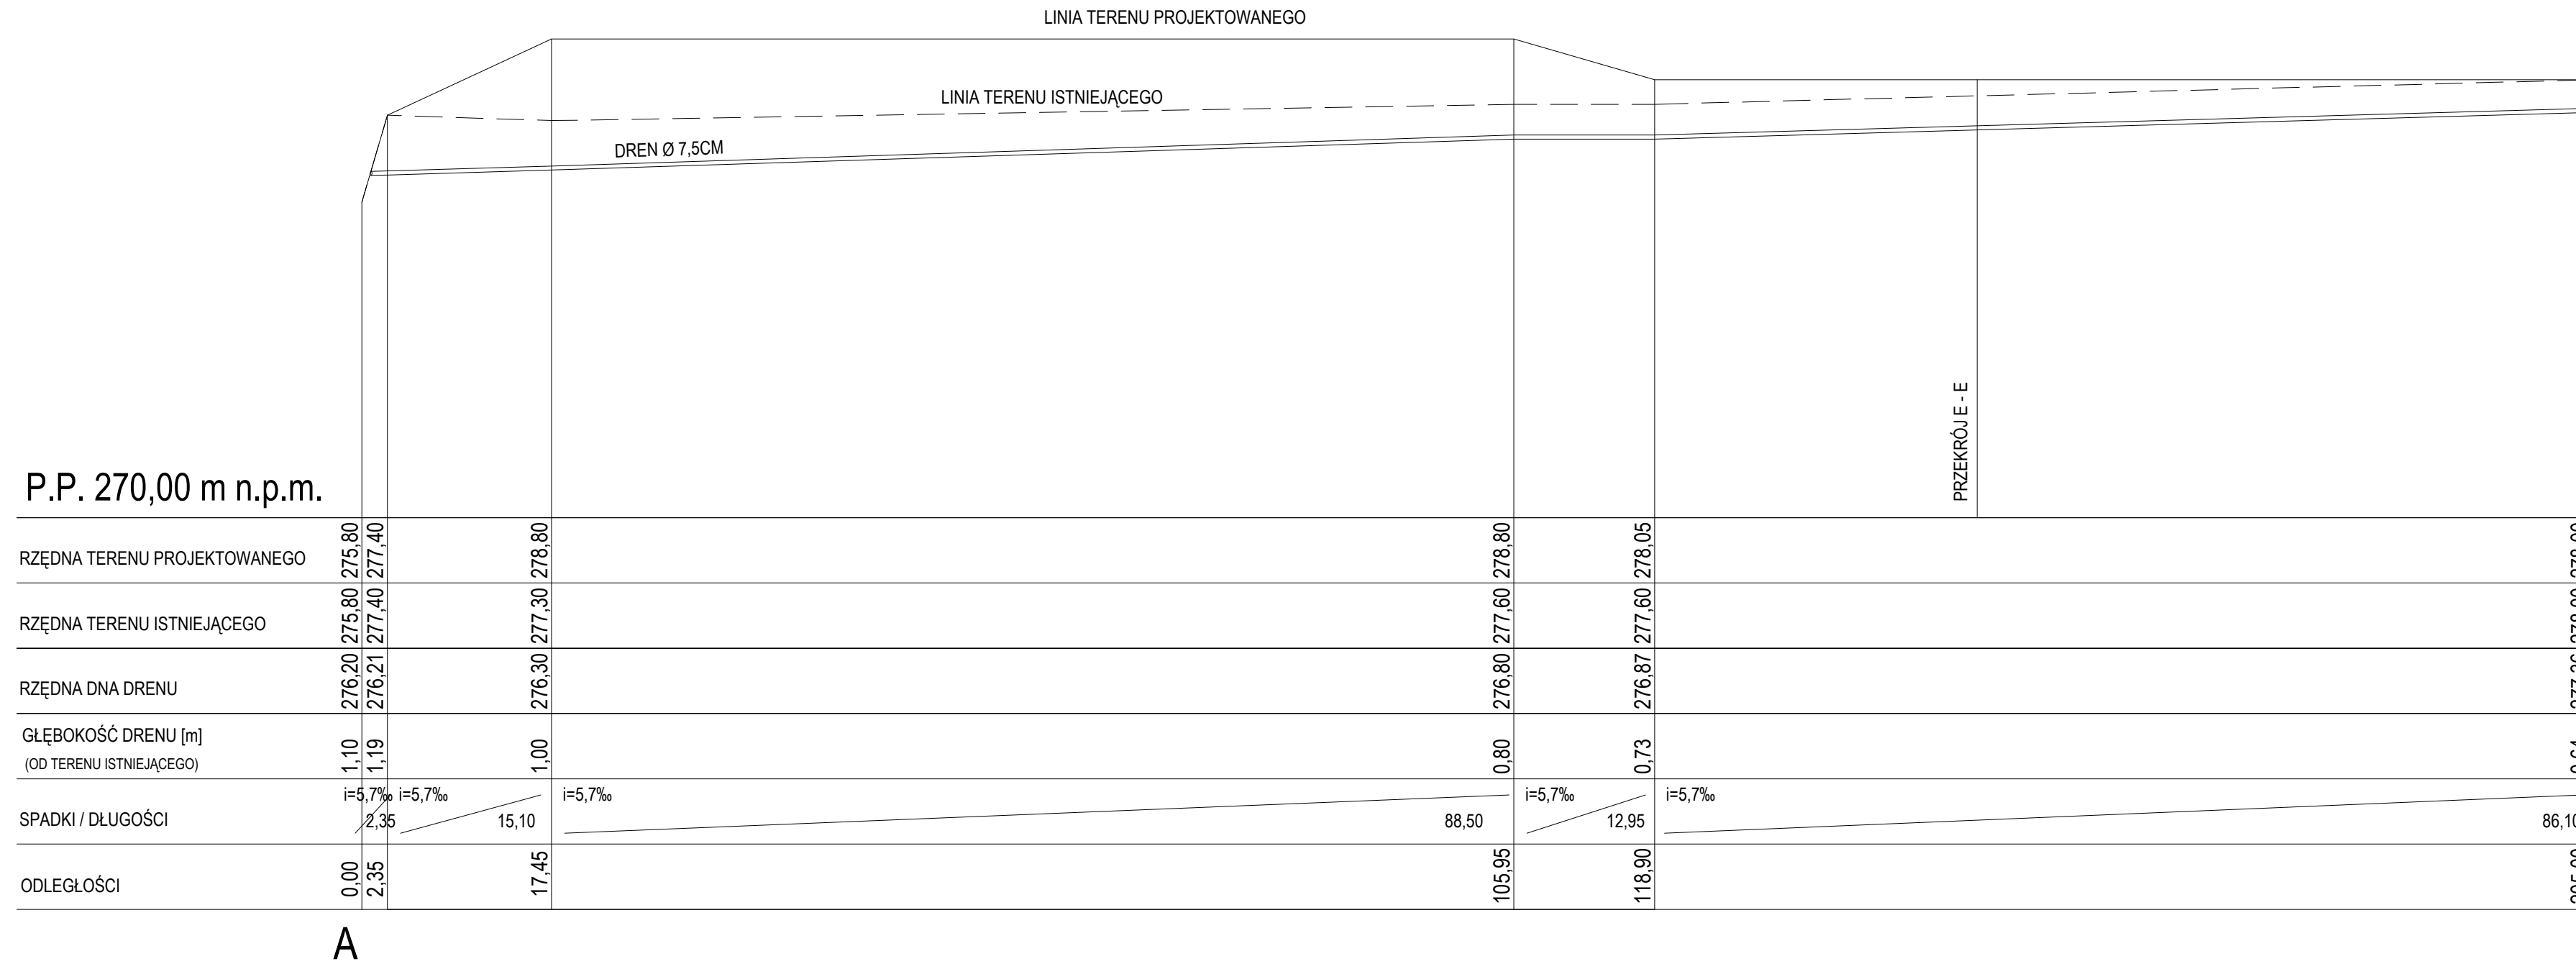 LINIA TERENU PROJEKTOWANEGO
LINIA TERENU ISTNIEJĄCEGO
DREN Ø 7,5CM
PRZEKRÓJ E - E
P.P. 270,00 m n.p.m.
RZĘDNA TERENU PROJEKTOWANEGO 275,80 277,40 278,80 278,80 278,05
RZĘDNA TERENU ISTNIEJĄCEGO 275,80 277,40 277,30 277,60 277,60
RZĘDNA DNA DRENU 276,20 276,21 276,30 276,80 276,87
GŁĘBOKOŚĆ DRENU [m] 1,10 1,19 1,00 0,80 0,73
(OD TERENU ISTNIEJĄCEGO)
i=5,7‰ i=5,7‰ i=5,7‰ i=5,7‰ i=5,7‰
SPADKI / DŁUGOŚCI 2,35 15,10 88,50 12,95 86,10
ODLEGŁOŚCI 0,00 2,35 17,45 105,95 118,90
A